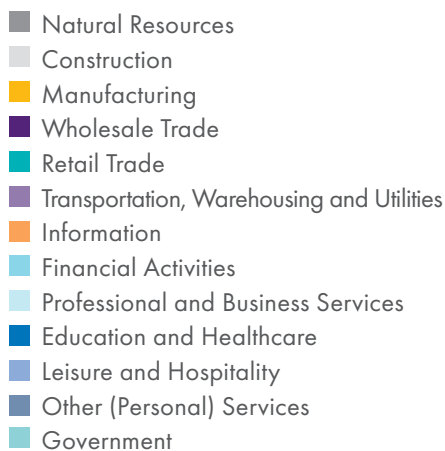 Natural Resources
Construction
Manufacturing
Wholesale Trade
Retail Trade
Transportation, Warehousing and Utilities
Information
Financial Activities
Professional and Business Services
Education and Healthcare
Leisure and Hospitality
Other (Personal) Services
Government